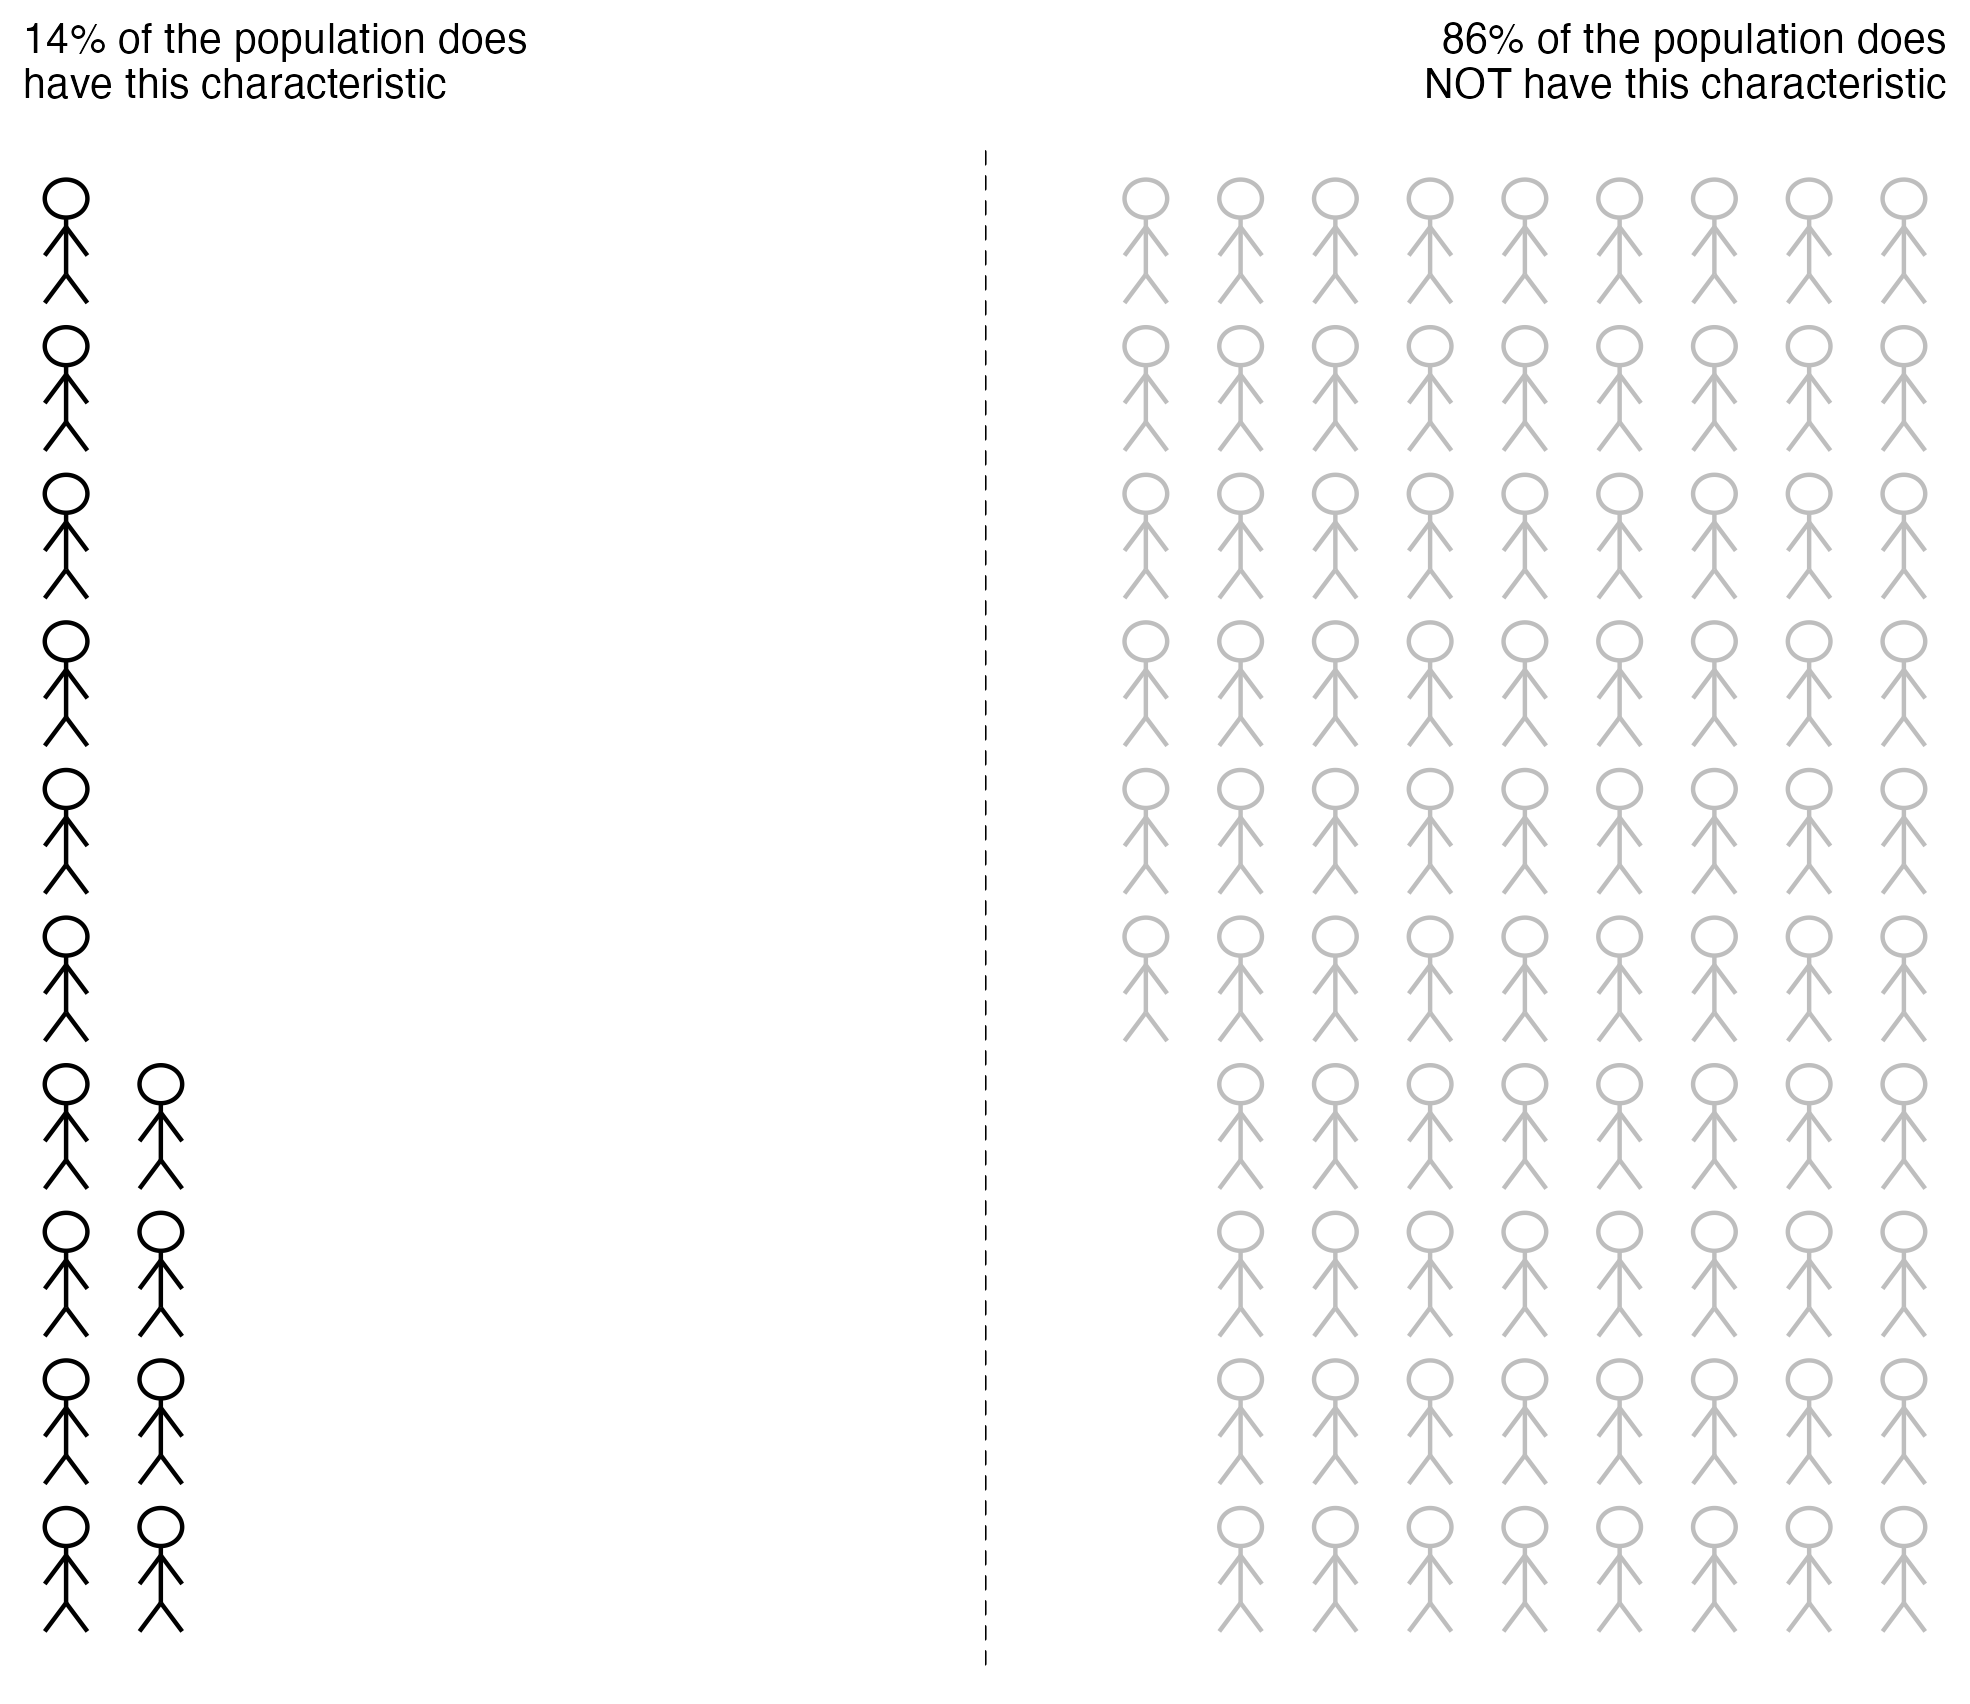 14% of the population does
have this characteristic
86% of the population does
NOT have this characteristic